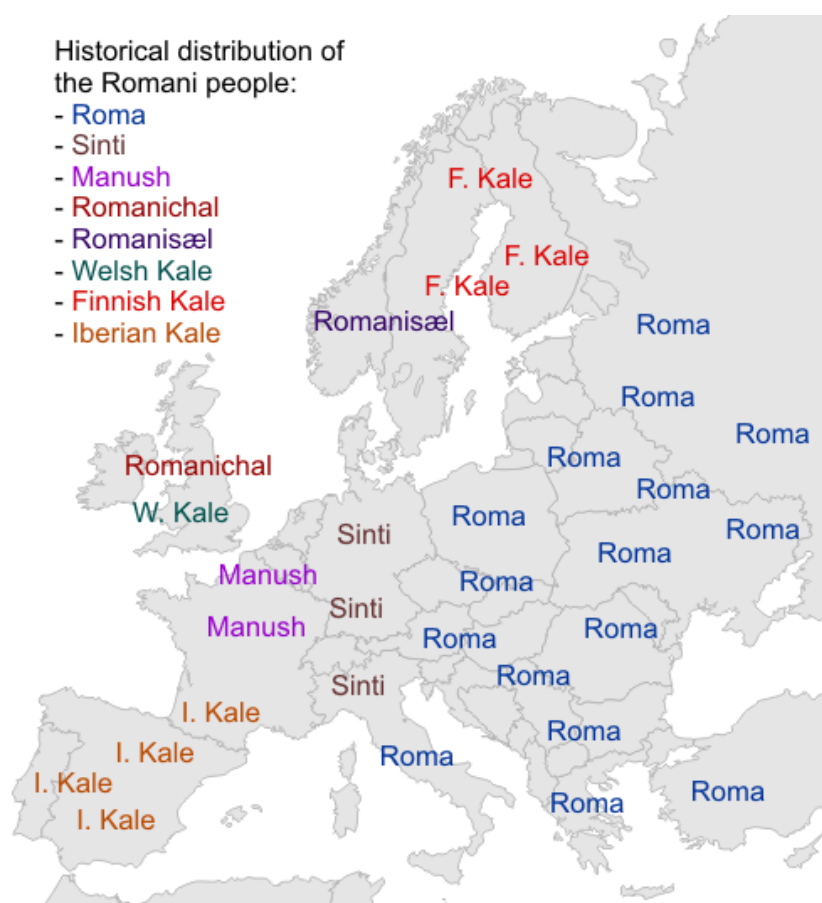 Historical distribution of
the Romani people:
- Roma
- Sinti
- Manush
- Romanichal
- Romanisæl
- Welsh Kale
- Finnish Kale
- Iberian Kale
F. Kale
F. Kale
F. Kale
Romanisæl
Roma
Roma
Roma
Romanichal
Roma
Roma
W. Kale
Roma
Sinti
Roma
Roma
Manush
Roma
Sinti
Manush
Roma
Roma
Roma
Sinti
I. Kale
Roma
I. Kale
Roma
I. Kale
Roma
Roma
I. Kale